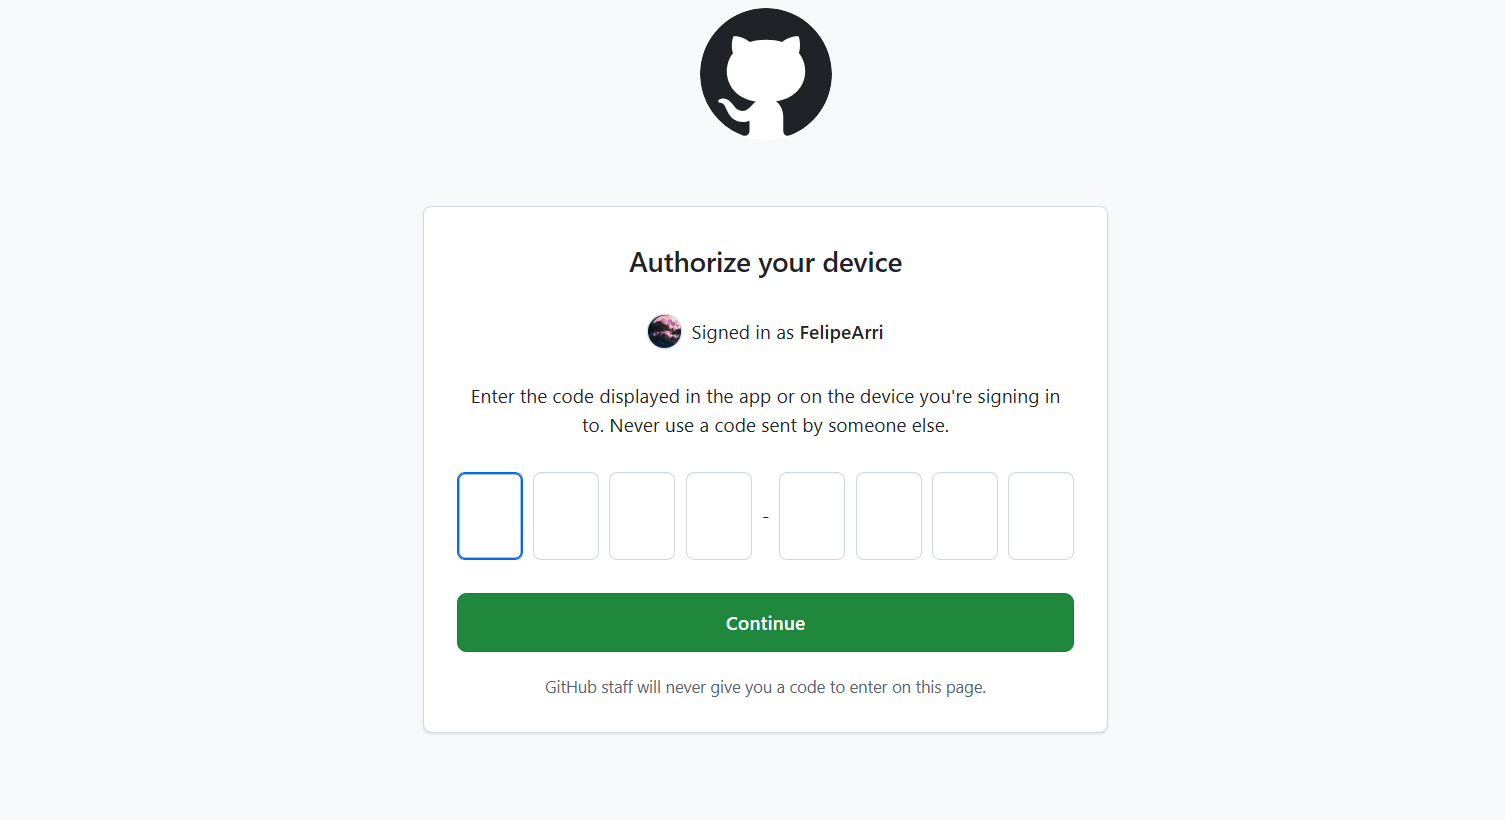 Authorize your device
Signed in as FelipeArri
Enter the code displayed in the app or on the device you're signing in
to. Never use a code sent by someone else.
-
Continue
GitHub staff will never give you a code to enter on this page.